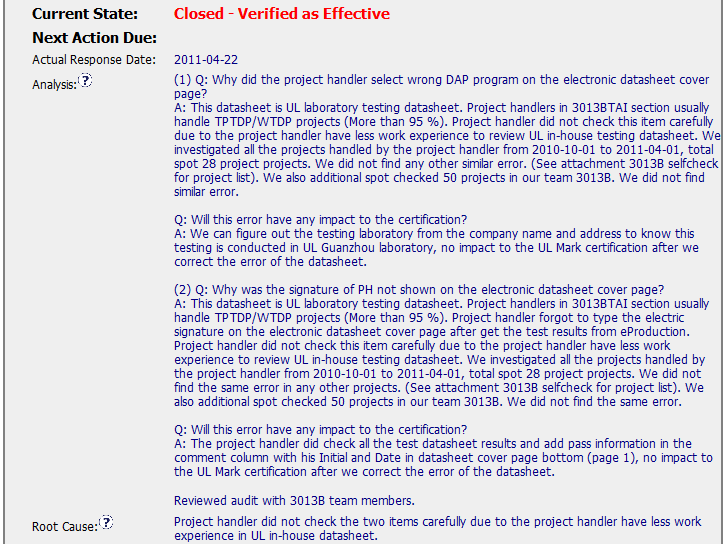 Current State: Closed - Verified as Effective
Next Action Due:
Actual Response Date: 2011-04-22
Analysis: (1) Q: Why did the project handler select wrong DAP program on the electronic datasheet cover
page?
A: This datasheet is UL laboratory testing datasheet. Project handlers in 3013BTAI section usually
handle TPTDP/WTDP projects (More than 95 %). Project handler did not check this item carefully
due to the project handler have less work experience to review UL in-house testing datasheet. We
investigated all the projects handled by the project handler from 2010-10-01 to 2011-04-01, total
spot 28 project projects. We did not find any other similar error. (See attachment 3013B selfcheck
for project list). We also additional spot checked 50 projects in our team 3013B. We did not find
similar error.
Q: Will this error have any impact to the certification?
A: We can figure out the testing laboratory from the company name and address to know this
testing is conducted in UL Guanzhou laboratory, no impact to the UL Mark certification after we
correct the error of the datasheet.
(2) Q: Why was the signature of PH not shown on the electronic datasheet cover page?
A: This datasheet is UL laboratory testing datasheet. Project handlers in 3013BTAI section usually
handle TPTDP/WTDP projects (More than 95 %). Project handler forgot to type the electric
signature on the electronic datasheet cover page after get the test results from eProduction.
Project handler did not check this item carefully due to the project handler have less work
experience to review UL in-house testing datasheet. We investigated all the projects handled by
the project handler from 2010-10-01 to 2011-04-01, total spot 28 project projects. We did not
find the same error in any other projects. (See attachment 3013B selfcheck for project list). We
also additional spot checked 50 projects in our team 3013B. We did not find the same error.
Q: Will this error have any impact to the certification?
A: The project handler did check all the test datasheet results and add pass information in the
comment column with his Initial and Date in datasheet cover page bottom (page 1), no impact to
the UL Mark certification after we correct the error of the datasheet.
Reviewed audit with 3013B team members.
Root Cause: Project handler did not check the two items carefully due to the project handler have less work
experience in UL in-house datasheet.